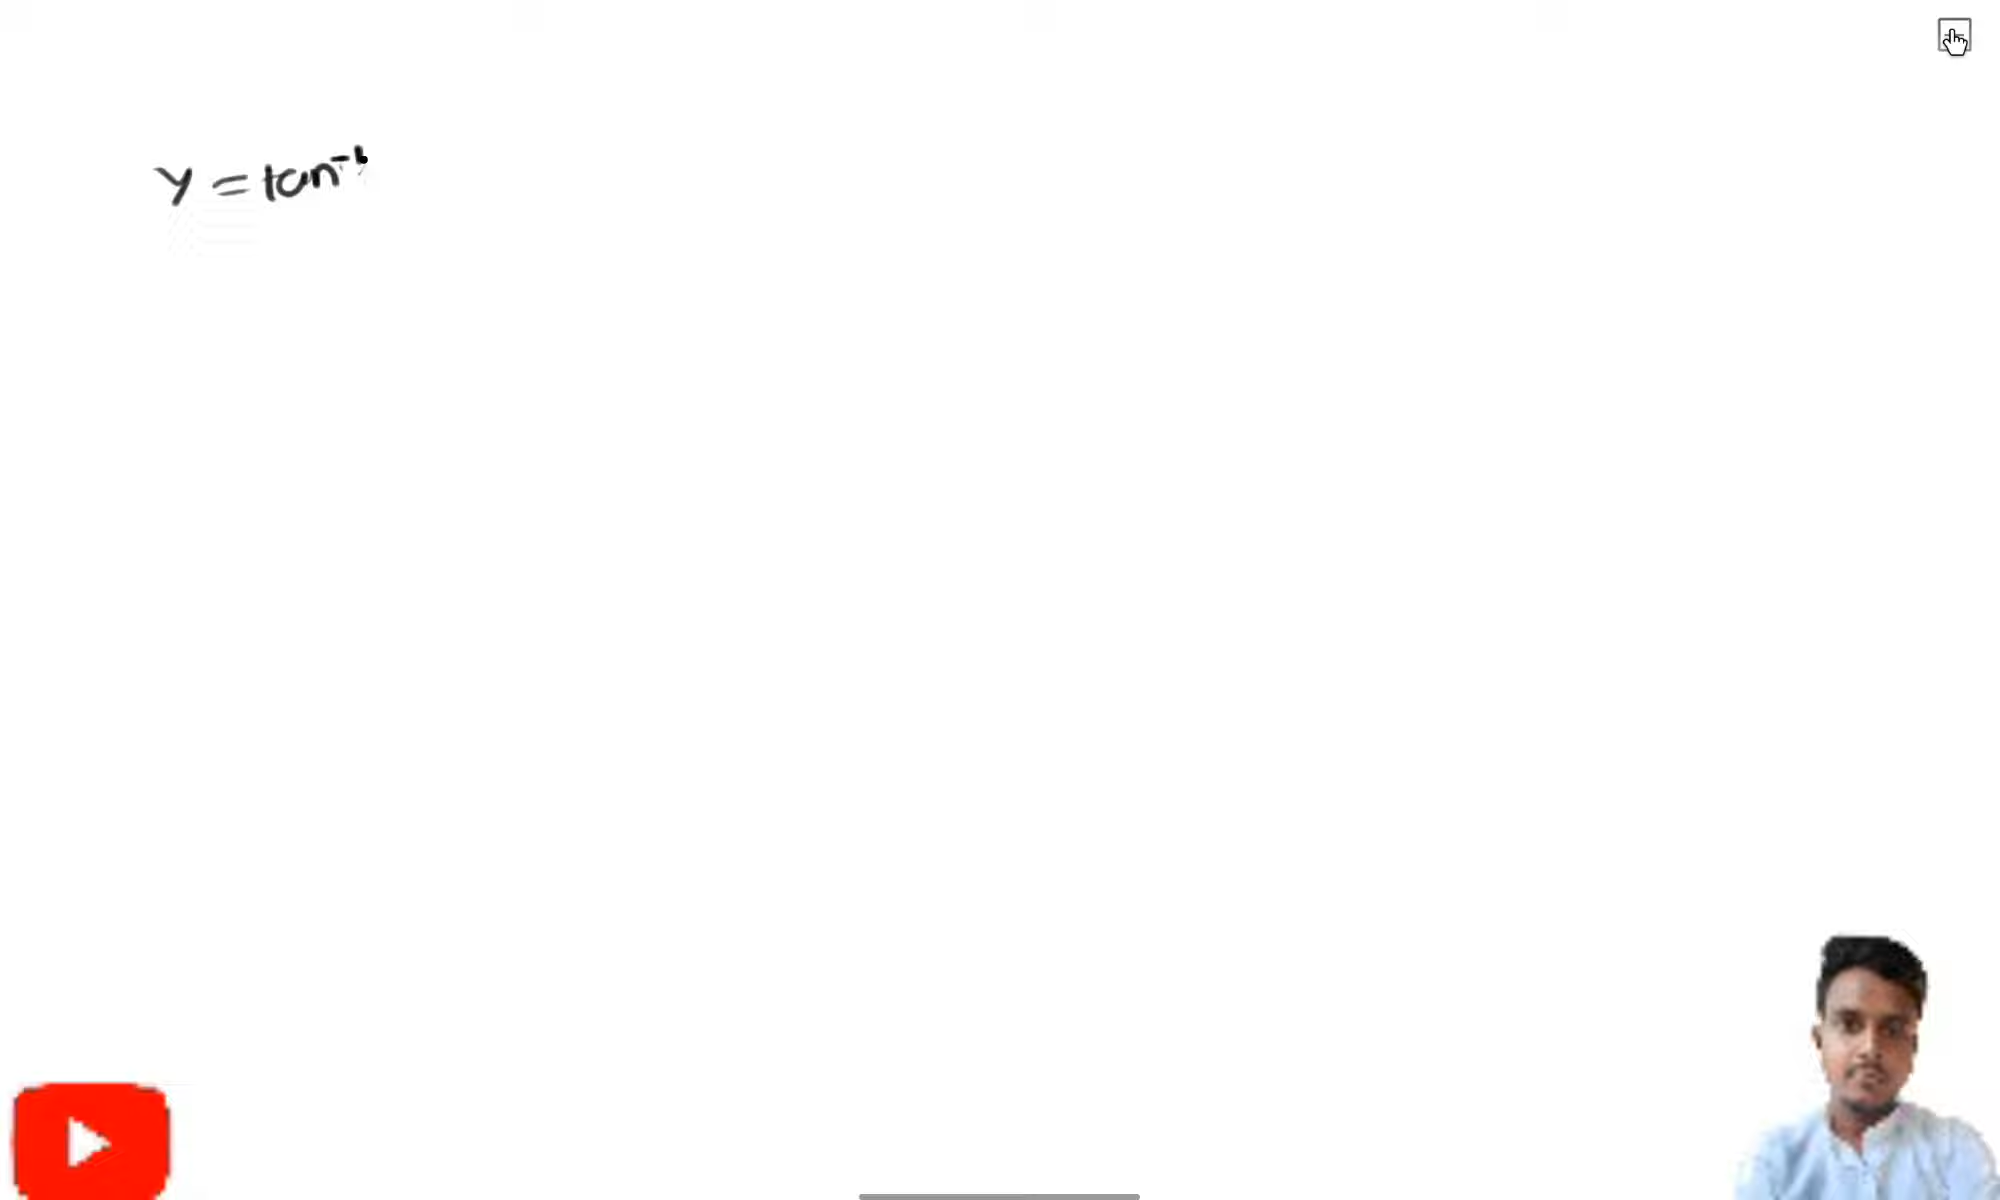 y = tan⁻¹